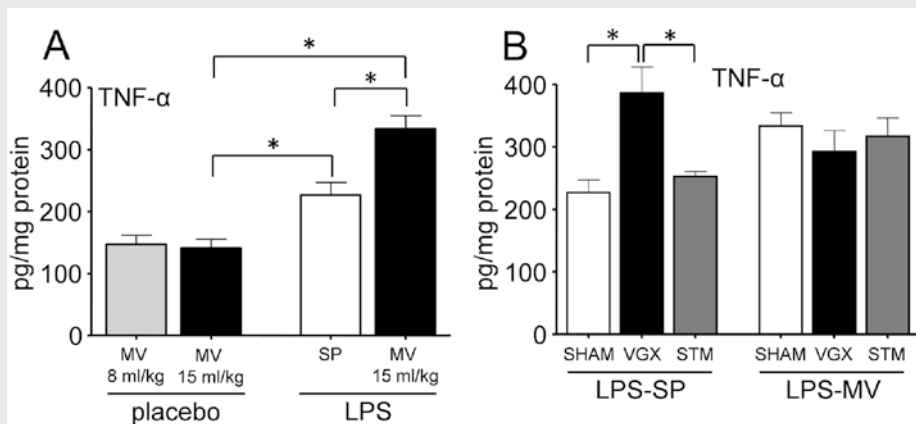 A
TNF-α
pg/mg protein
400
300
200
100
0
*
*
*
MV
8 ml/kg
MV
15 ml/kg
SP
MV
15 ml/kg
placebo
LPS
B
TNF-α
pg/mg protein
400
300
200
100
0
*
*
SHAM VGX STM
SHAM VGX STM
LPS-SP
LPS-MV